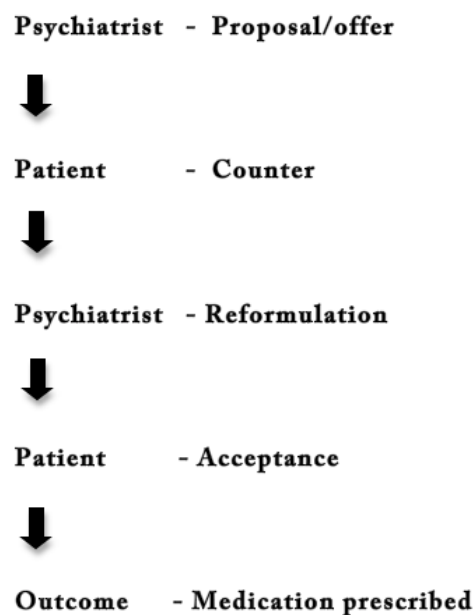 Psychiatrist - Proposal/offer
Patient - Counter
Psychiatrist - Reformulation
Patient - Acceptance
Outcome - Medication prescribed